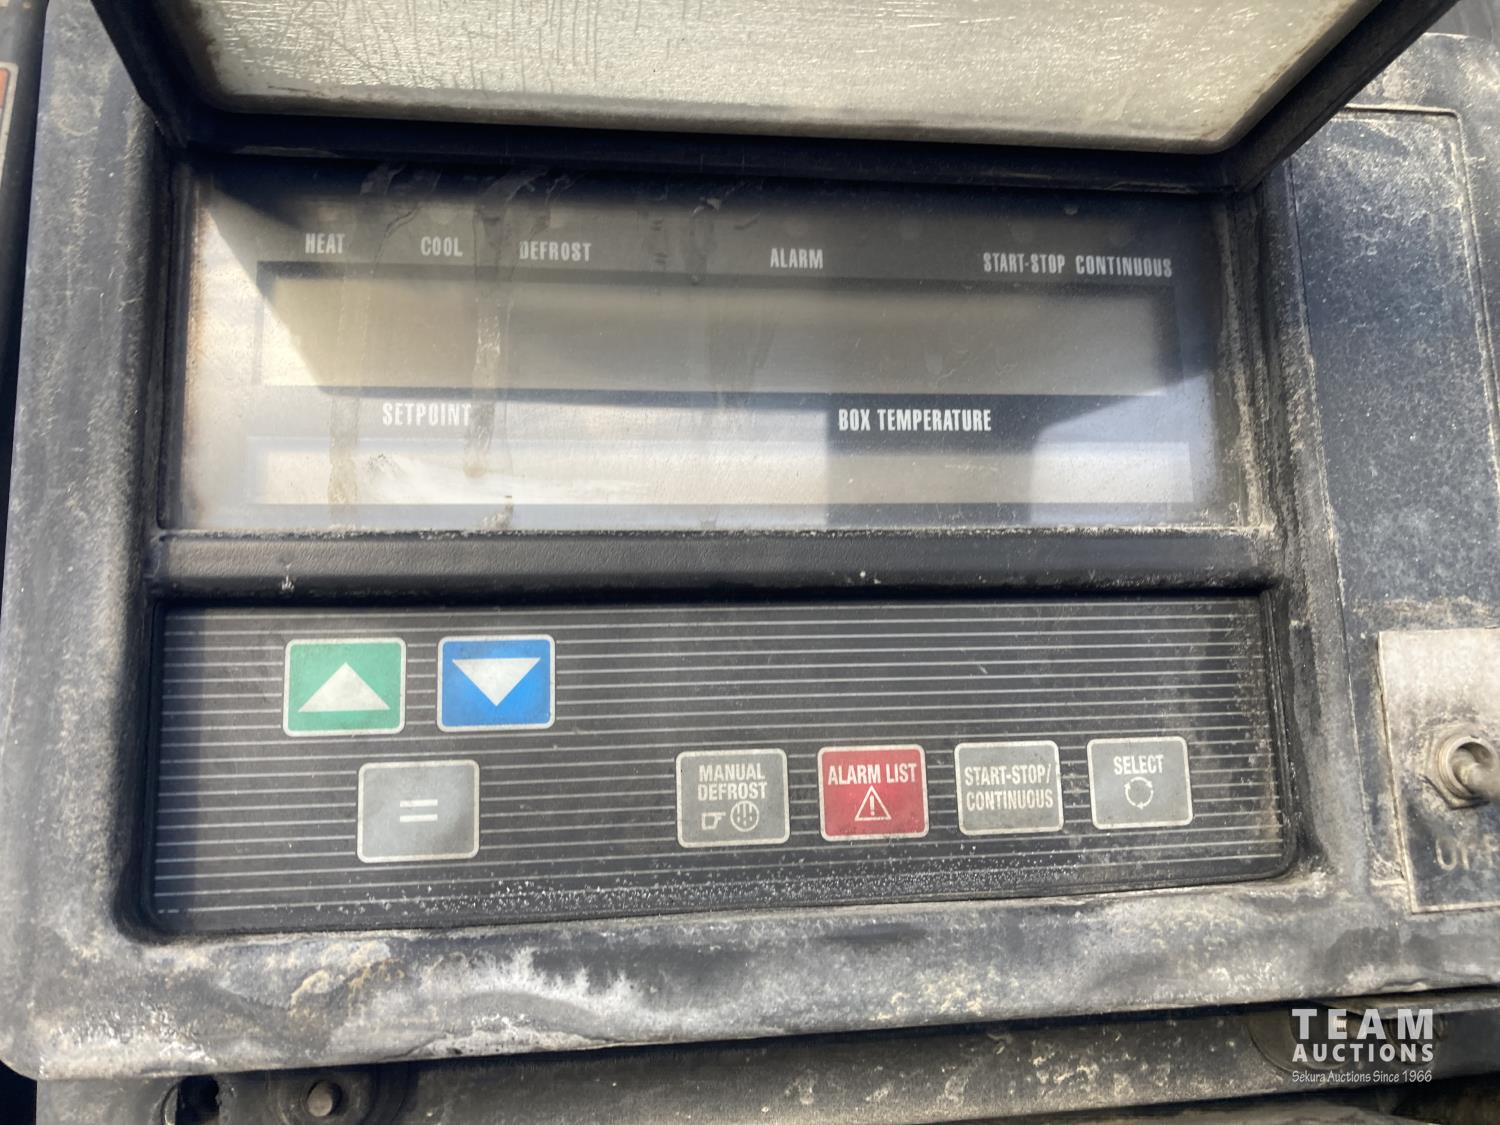 HEAT COOL DEFROST ALARM START-STOP CONTINUOUS
SETPOINT BOX TEMPERATURE
=
MANUAL
DEFROST
ALARM LIST
!
START-STOP/
CONTINUOUS
SELECT
TEAM
AUCTIONS
Sekura Auctions Since 1966